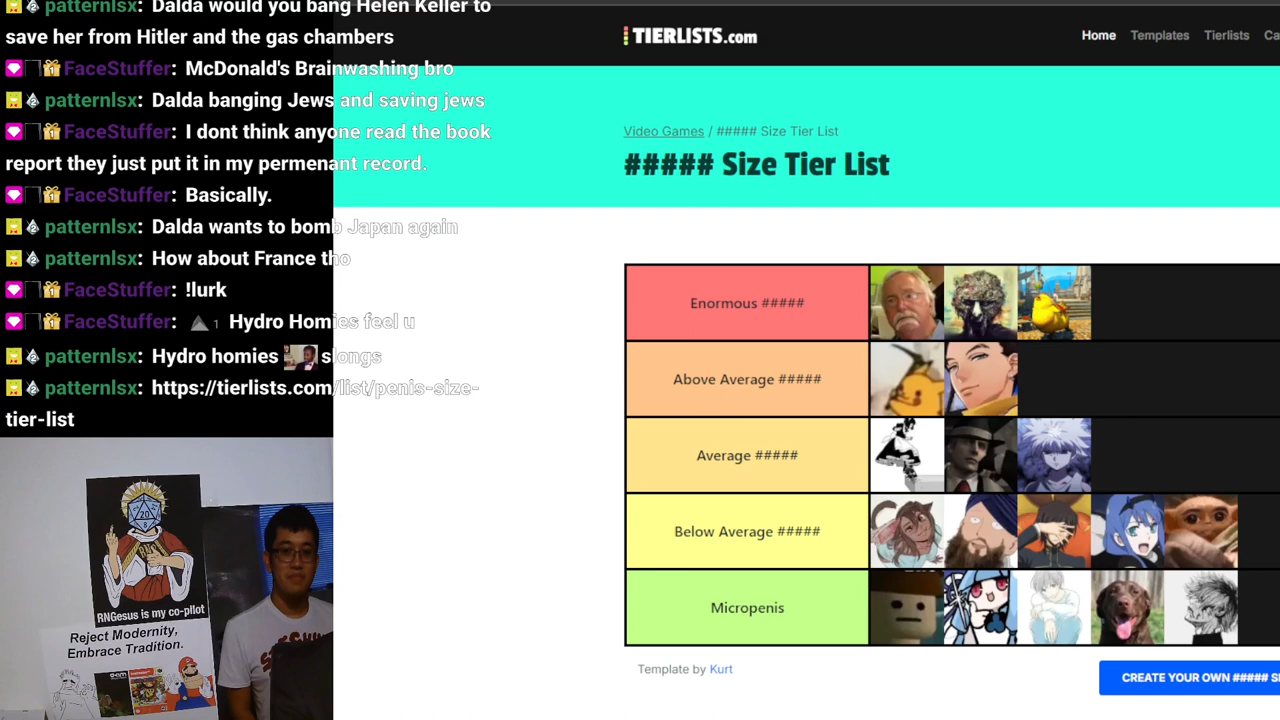 patternlsx: Dalda would you bang Helen Keller to
save her from Hitler and the gas chambers
FaceStuffer: McDonald's Brainwashing bro
patternlsx: Dalda banging Jews and saving jews
FaceStuffer: I dont think anyone read the book
report they just put it in my permenant record.
FaceStuffer: Basically.
patternlsx: Dalda wants to bomb Japan again
patternlsx: How about France tho
FaceStuffer: !lurk
FaceStuffer: 1 Hydro Homies feel u
patternlsx: Hydro homies slongs
patternlsx: https://tierlists.com/list/penis-size-
tier-list
20
RNGesus is my co-pilot
Reject Modernity,
Embrace Tradition.
TIERLISTS.com
Home Templates Tierlists Ca
Video Games / ##### Size Tier List
##### Size Tier List
Enormous #####
Above Average #####
Average #####
Below Average #####
Micropenis
Template by Kurt
CREATE YOUR OWN ##### S